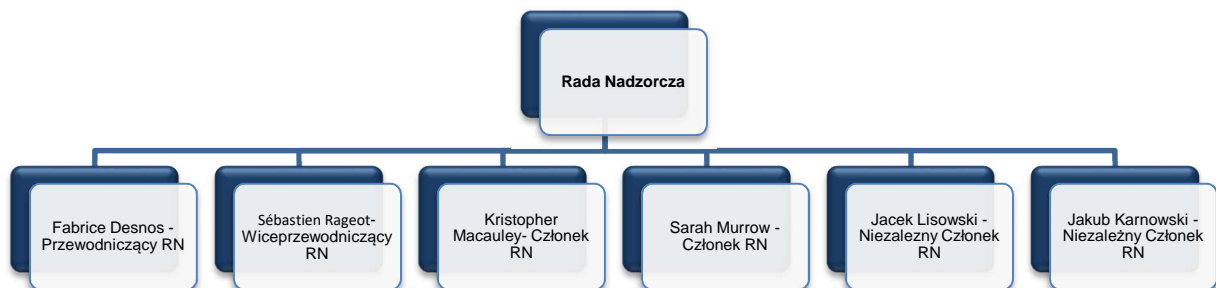 Rada Nadzorcza
Fabrice Desnos -
Przewodniczący RN
Sébastien Rageot-
Wiceprzewodniczący
RN
Kristopher
Macauley- Członek
RN
Sarah Murrow -
Członek RN
Jacek Lisowski -
Niezalezny Członek
RN
Jakub Karnowski -
Niezależny Członek
RN